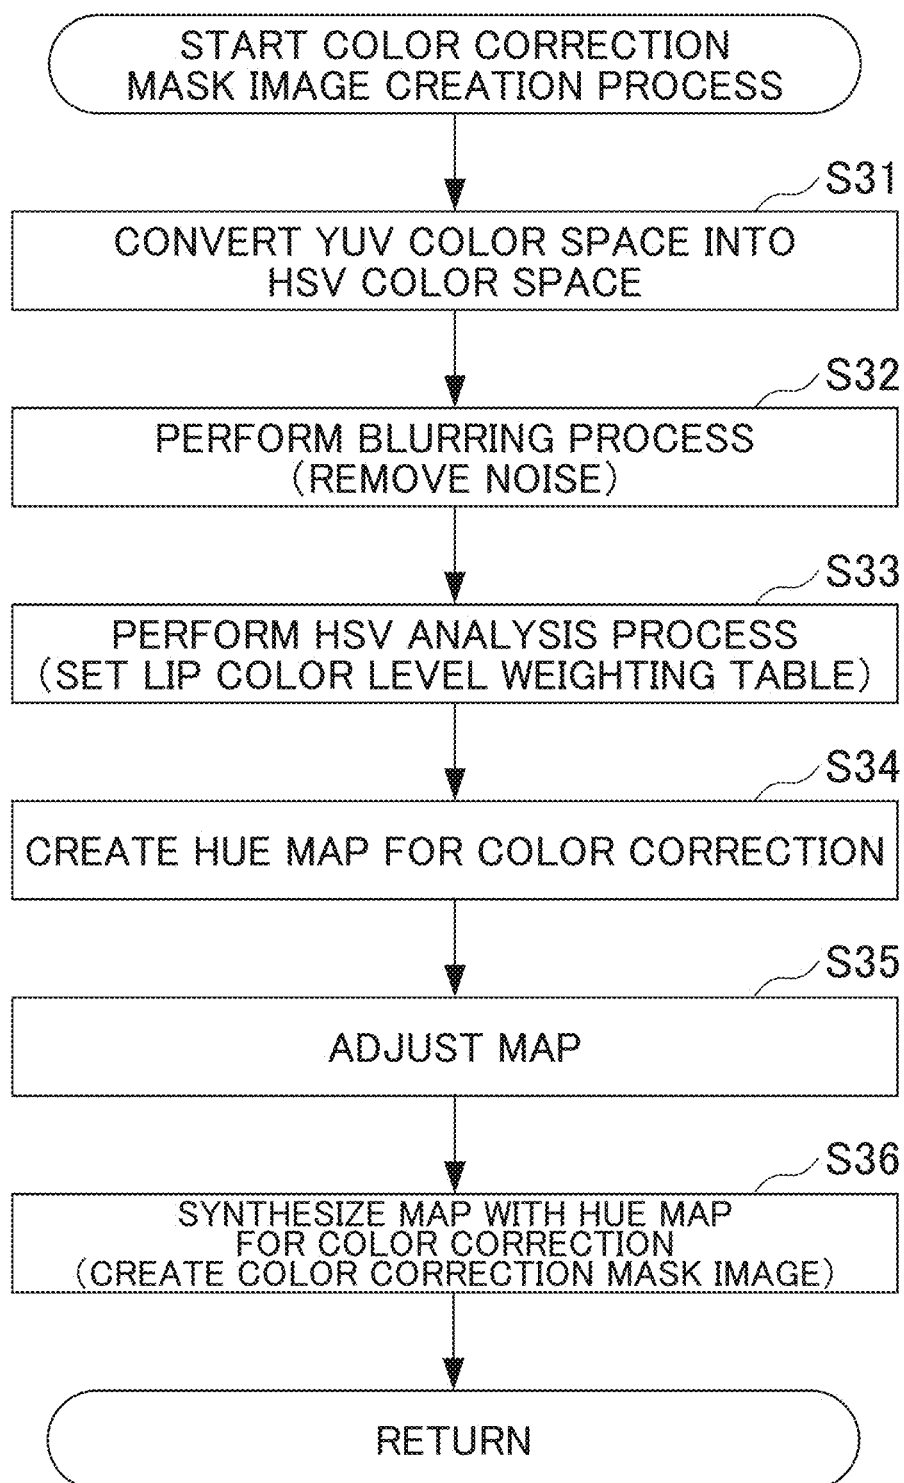 START COLOR CORRECTION
MASK IMAGE CREATION PROCESS
S31
CONVERT YUV COLOR SPACE INTO
HSV COLOR SPACE
S32
PERFORM BLURRING PROCESS
(REMOVE NOISE)
S33
PERFORM HSV ANALYSIS PROCESS
(SET LIP COLOR LEVEL WEIGHTING TABLE)
S34
CREATE HUE MAP FOR COLOR CORRECTION
S35
ADJUST MAP
S36
SYNTHESIZE MAP WITH HUE MAP
FOR COLOR CORRECTION
(CREATE COLOR CORRECTION MASK IMAGE)
RETURN